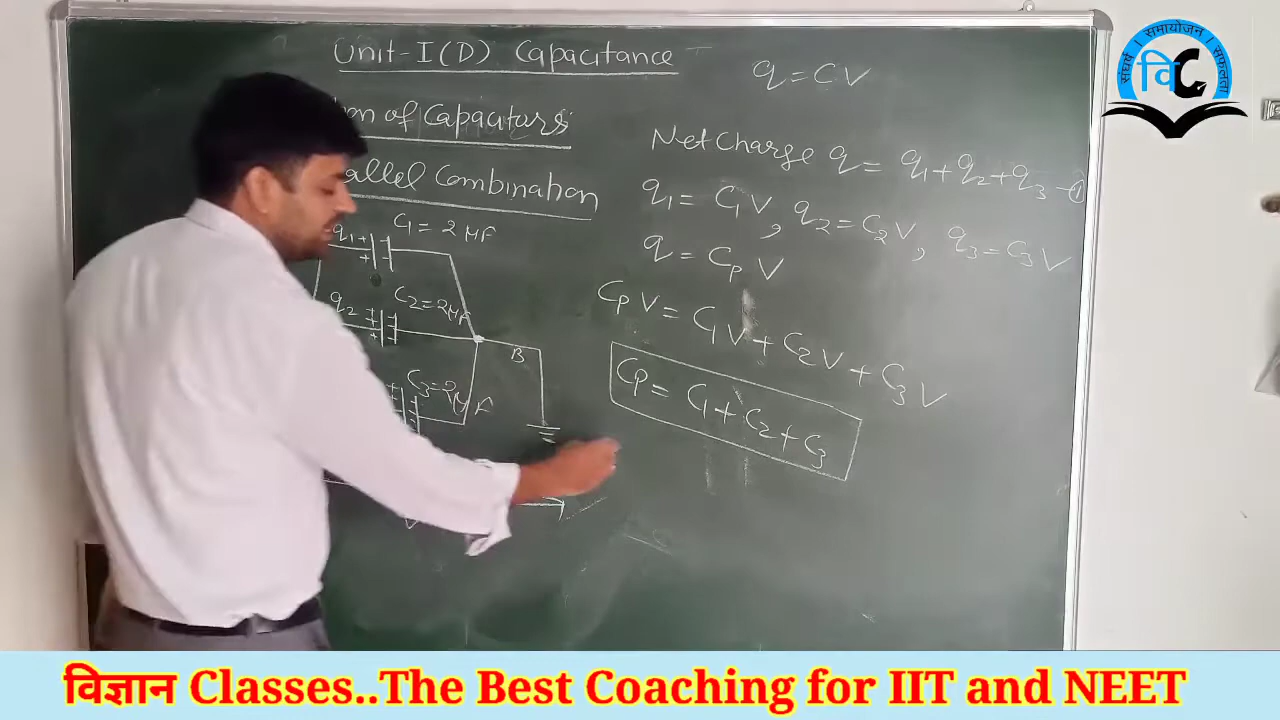 Unit-I(D) Capacitance
on of Capacitors
allel Combination
q1 C1 = 2 μF
q2 C2 = 2μF
C3 = 2μF
B
V
q = CV
Net Charge q = q1 + q2 + q3 -①
q1 = C1V, q2 = C2V, q3 = C3V
q = Cp V
Cp V = C1V + C2V + C3V
Cp = C1 + C2 + C3
संघर्ष । समायोजन । सफलता
वि C
विज्ञान Classes..The Best Coaching for IIT and NEET